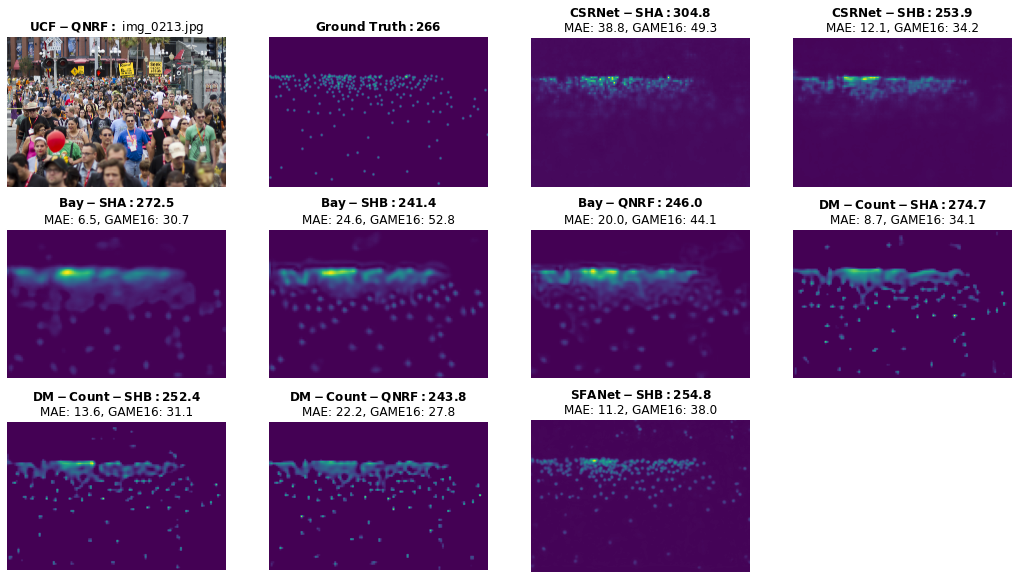 UCF − QNRF : img_0213.jpg
Ground Truth : 266
CSRNet − SHA : 304.8
MAE: 38.8, GAME16: 49.3
CSRNet − SHB : 253.9
MAE: 12.1, GAME16: 34.2
Bay − SHA : 272.5
MAE: 6.5, GAME16: 30.7
Bay − SHB : 241.4
MAE: 24.6, GAME16: 52.8
Bay − QNRF : 246.0
MAE: 20.0, GAME16: 44.1
DM − Count − SHA : 274.7
MAE: 8.7, GAME16: 34.1
DM − Count − SHB : 252.4
MAE: 13.6, GAME16: 31.1
DM − Count − QNRF : 243.8
MAE: 22.2, GAME16: 27.8
SFANet − SHB : 254.8
MAE: 11.2, GAME16: 38.0